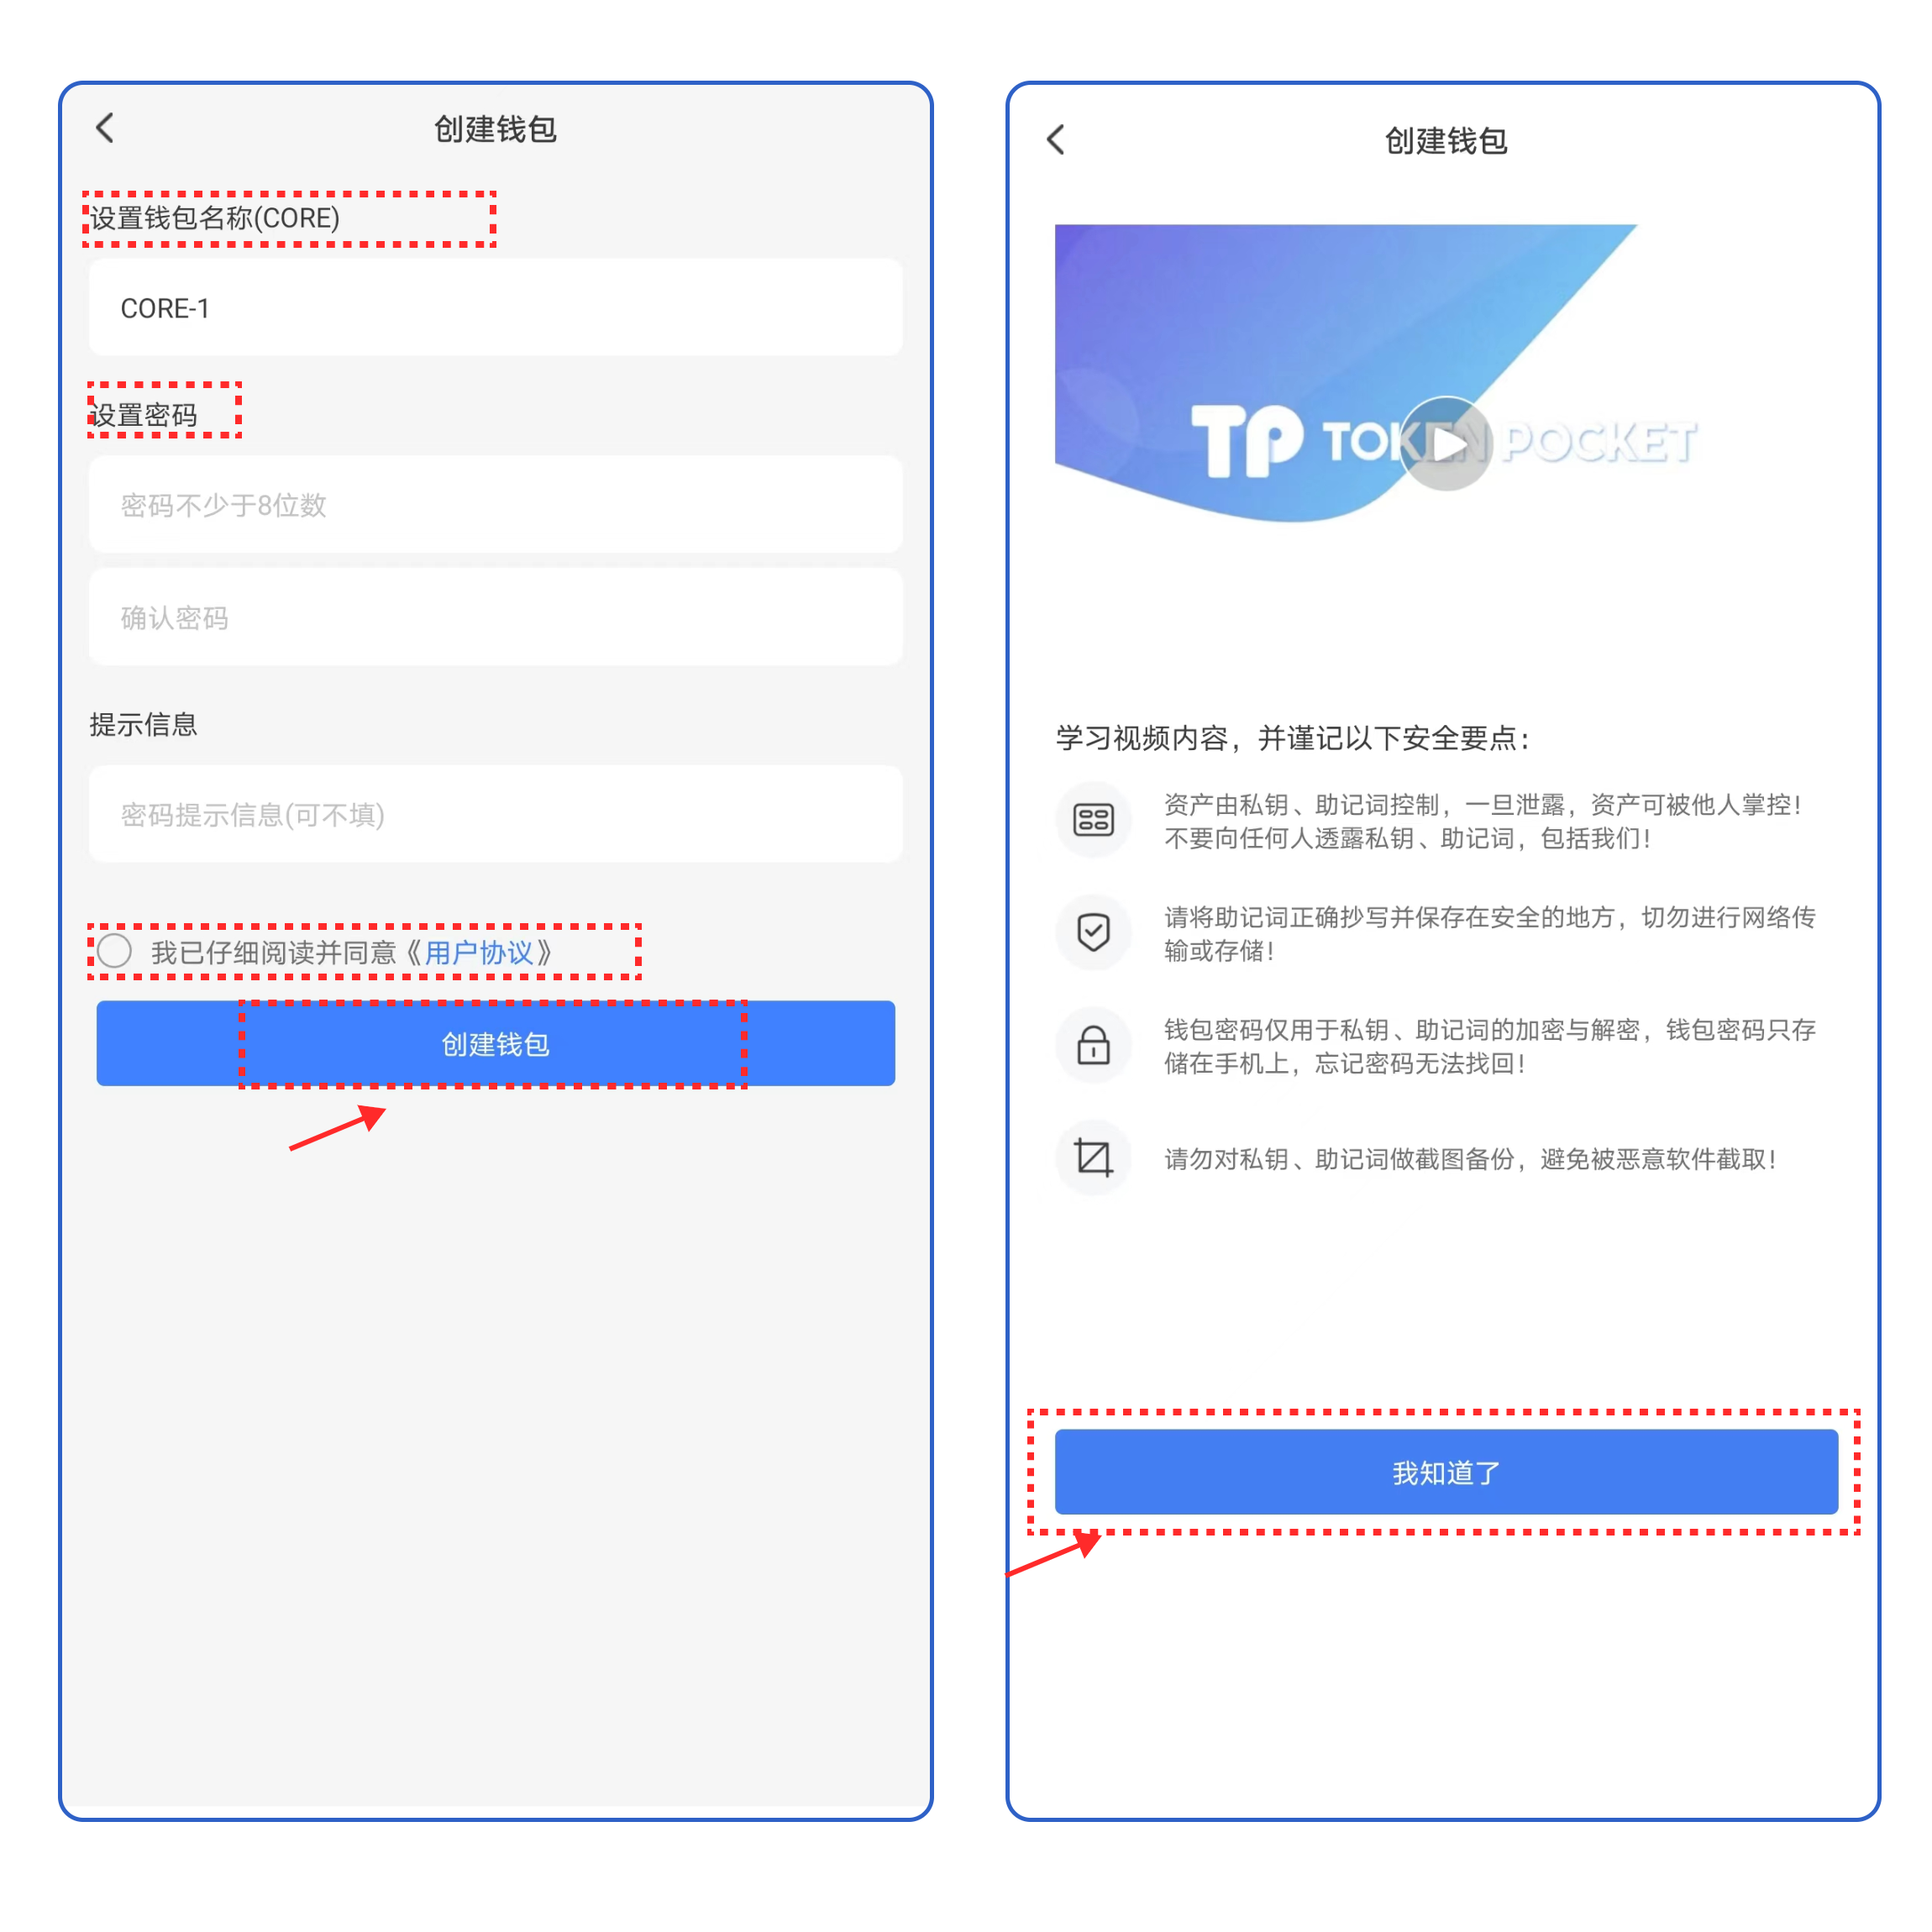 创建钱包
设置钱包名称(CORE)
CORE-1
设置密码
密码不少于8位数
确认密码
提示信息
密码提示信息(可不填)
我已仔细阅读并同意《用户协议》
创建钱包
创建钱包
TP TOKEN POCKET
学习视频内容，并谨记以下安全要点：
资产由私钥、助记词控制，一旦泄露，资产可被他人掌控！
不要向任何人透露私钥、助记词，包括我们！
请将助记词正确抄写并保存在安全的地方，切勿进行网络传
输或存储！
钱包密码仅用于私钥、助记词的加密与解密，钱包密码只存
储在手机上，忘记密码无法找回！
请勿对私钥、助记词做截图备份，避免被恶意软件截取！
我知道了